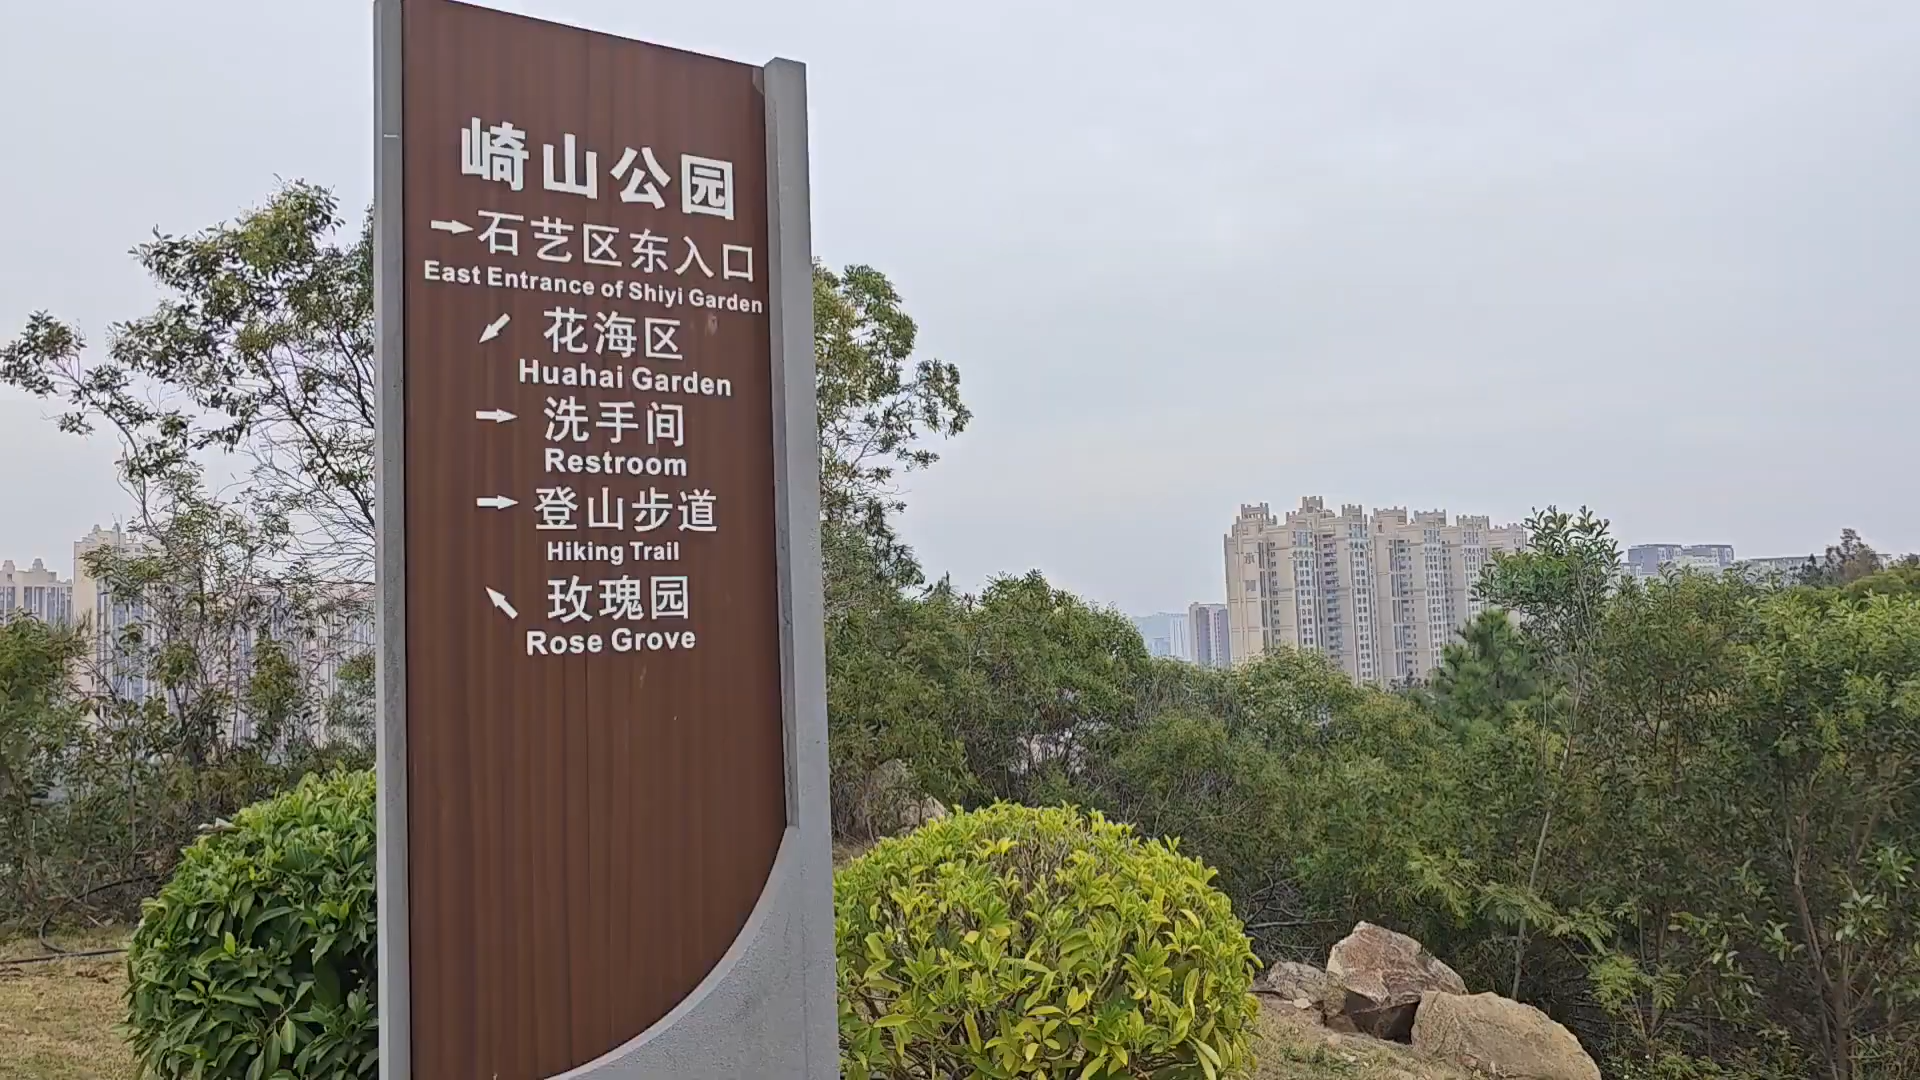 崎山公园
石艺区东入口
East Entrance of Shiyi Garden
花海区
Huahai Garden
洗手间
Restroom
登山步道
Hiking Trail
玫瑰园
Rose Grove